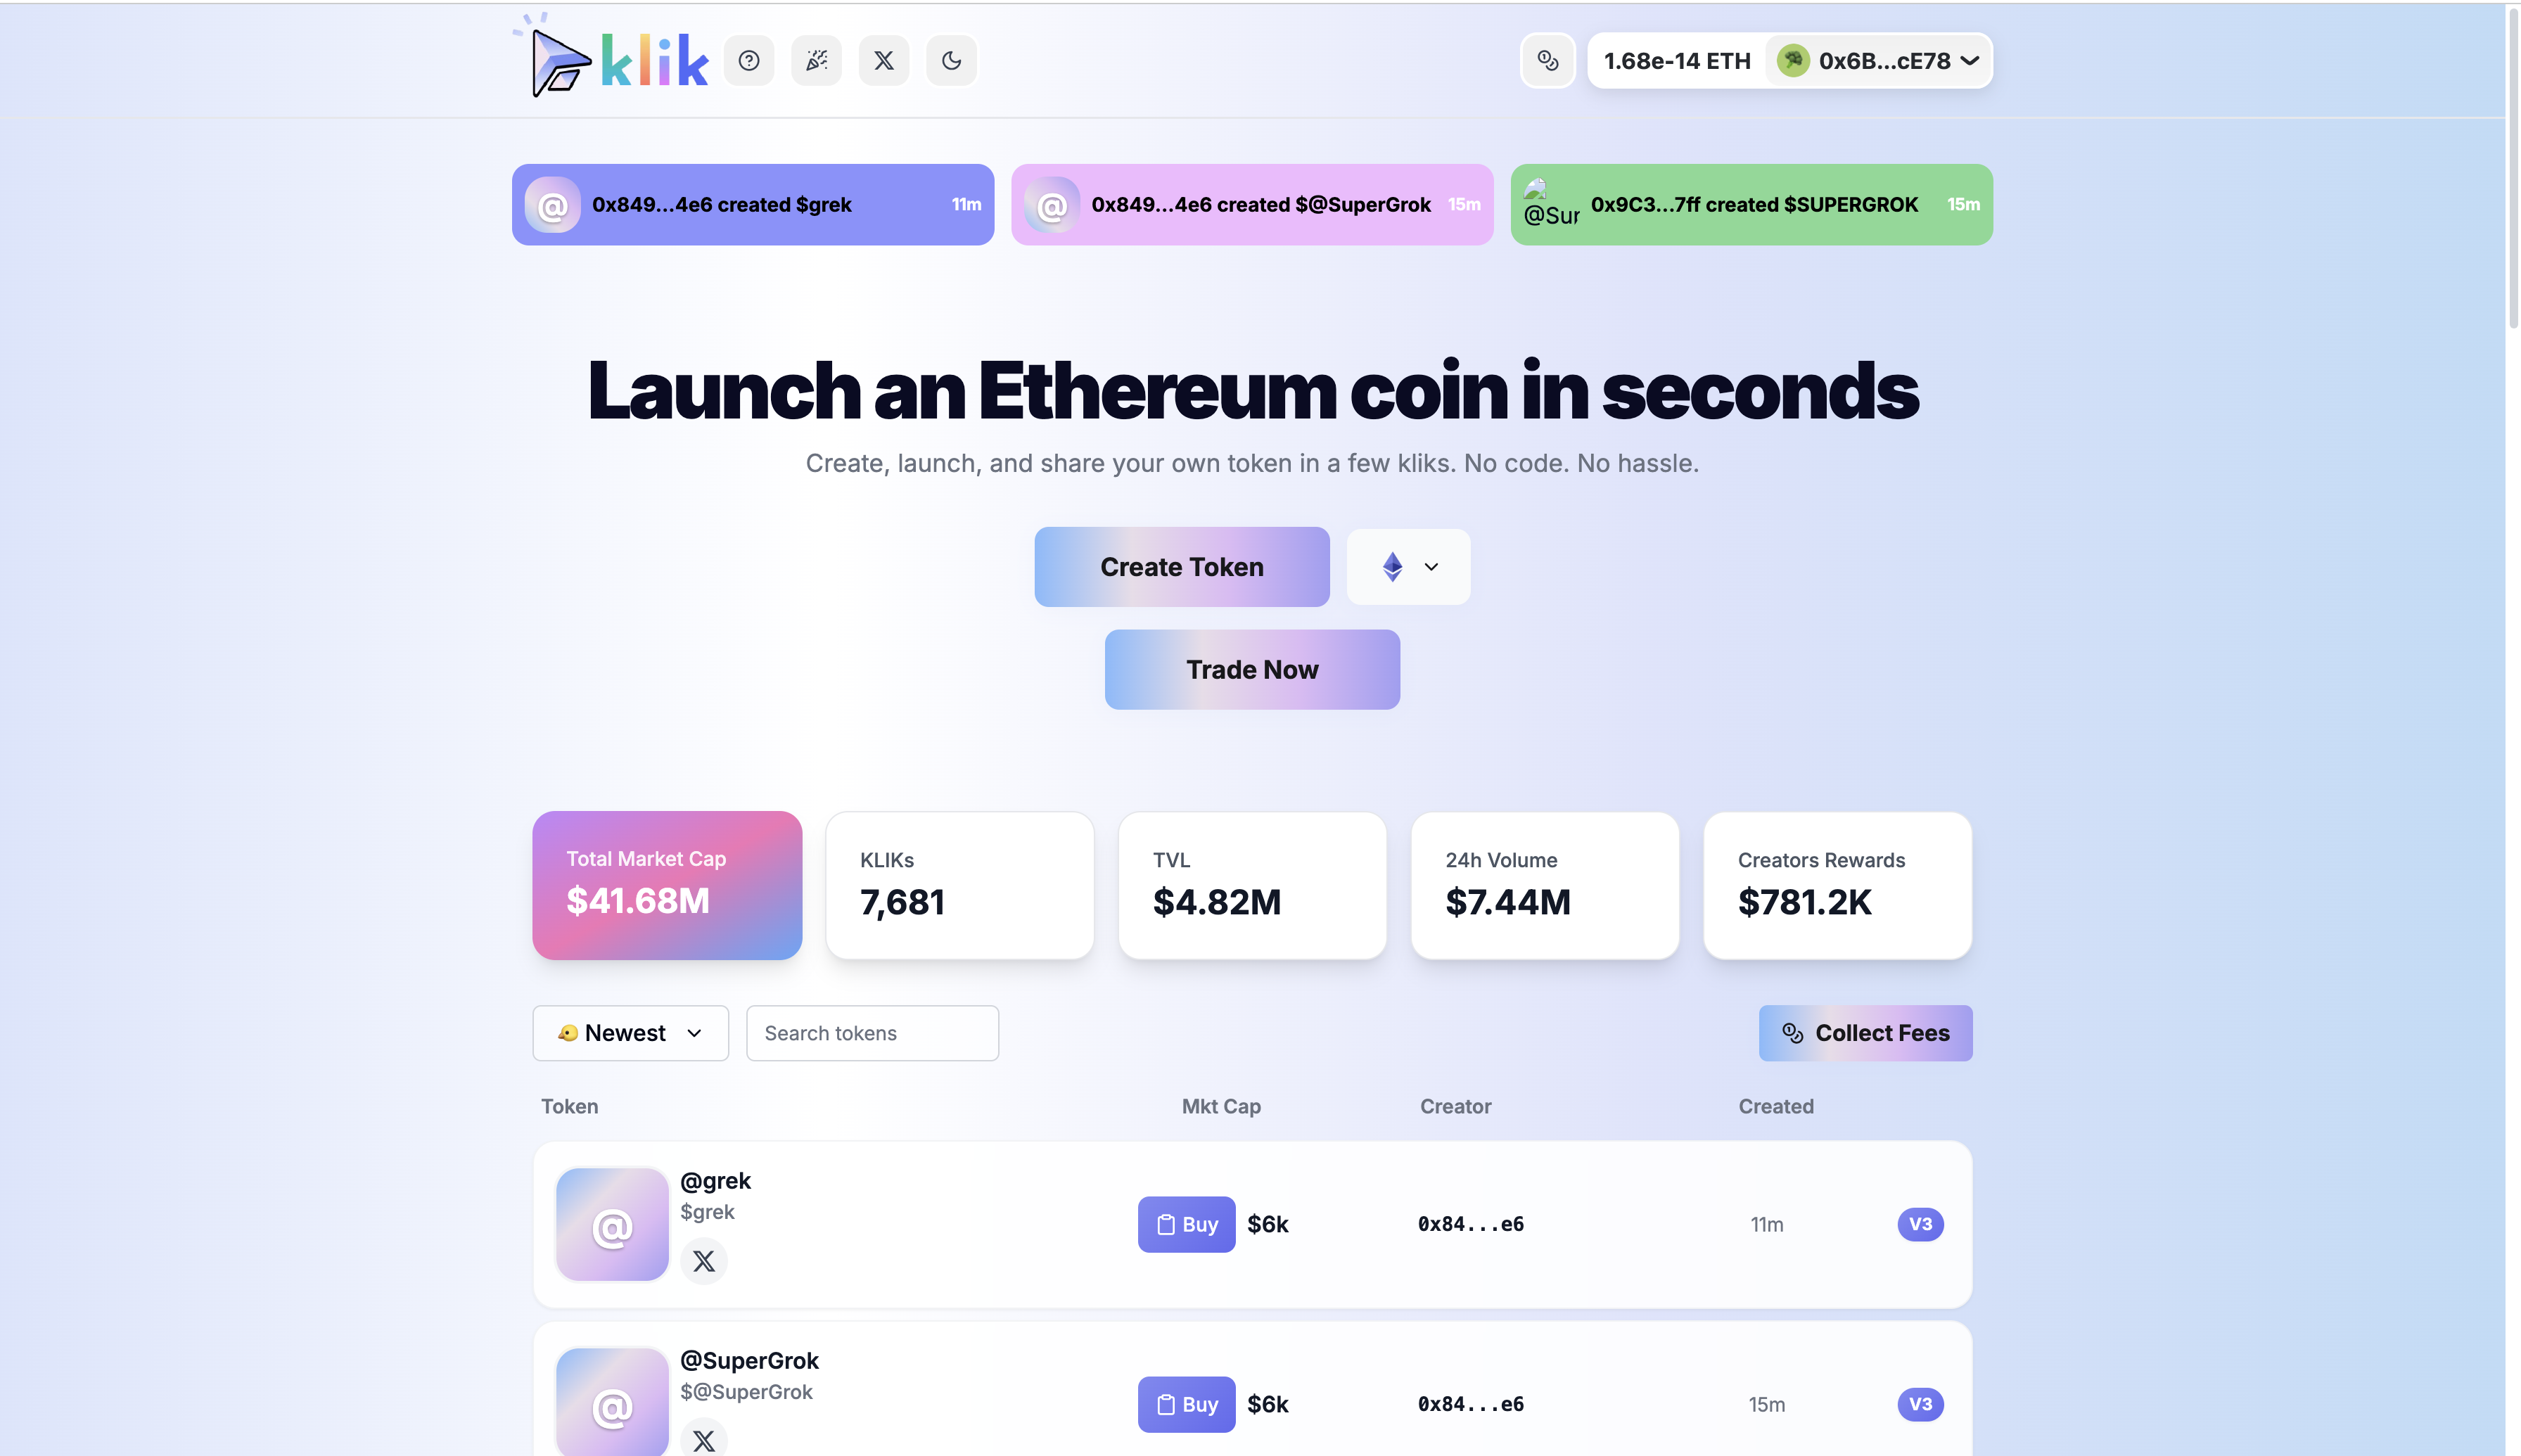 klik
1.68e-14 ETH
0x6B...cE78
@ 0x849...4e6 created $grek 11m
@ 0x849...4e6 created $@SuperGrok 15m
@Sur 0x9C3...7ff created $SUPERGROK 15m
Launch an Ethereum coin in seconds
Create, launch, and share your own token in a few kliks. No code. No hassle.
Create Token
Trade Now
Total Market Cap
$41.68M
KLIKs
7,681
TVL
$4.82M
24h Volume
$7.44M
Creators Rewards
$781.2K
Newest
Search tokens
Collect Fees
Token Mkt Cap Creator Created
@
@grek
$grek
Buy $6k 0x84...e6 11m V3
@
@SuperGrok
$@SuperGrok
Buy $6k 0x84...e6 15m V3